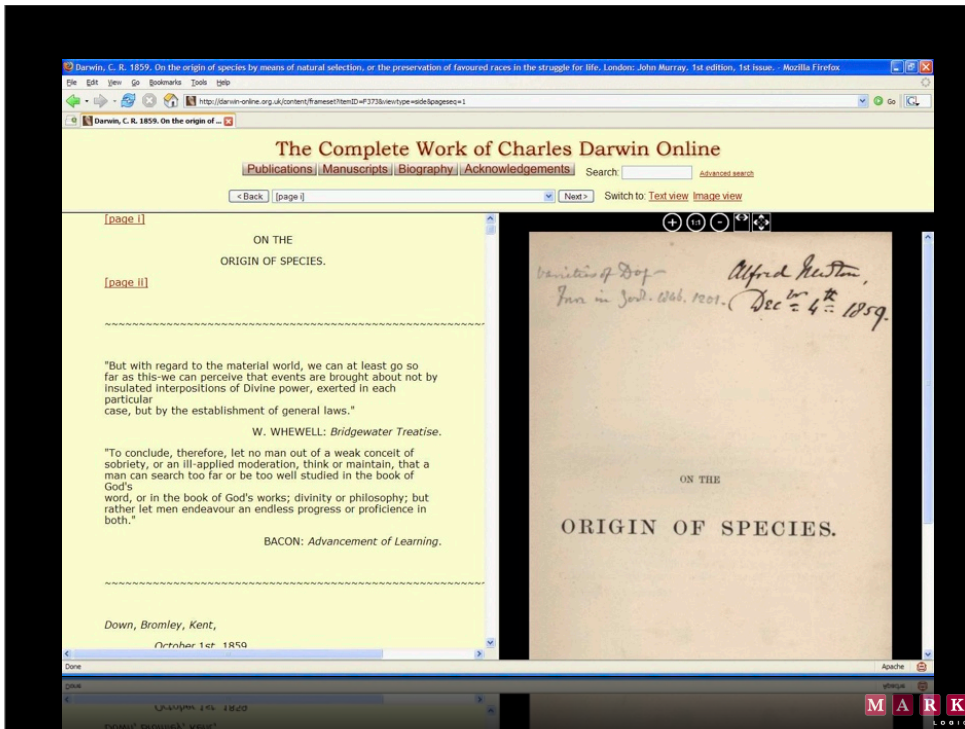 Darwin, C. R. 1859. On the origin of species by means of natural selection, or the preservation of favoured races in the struggle for life. London: John Murray. 1st edition, 1st issue. - Mozilla Firefox
File Edit View Go Bookmarks Tools Help
http://darwin-online.org.uk/content/frameset?itemID=F373&viewtype=side&pageseq=1
Go
Darwin, C. R. 1859. On the origin of ...
The Complete Work of Charles Darwin Online
Publications Manuscripts Biography Acknowledgements Search: Advanced search
< Back [page i] Next > Switch to: Text view Image view
[page i]
ON THE
ORIGIN OF SPECIES.
[page ii]
~~~~~~~~~~~~~~~~~~~~~~~~~~~~~~~~~~~~~~~~~~~~~~~~~~~~~~~~
"But with regard to the material world, we can at least go so
far as this-we can perceive that events are brought about not by
insulated interpositions of Divine power, exerted in each
particular
case, but by the establishment of general laws."
W. WHEWELL: Bridgewater Treatise.
"To conclude, therefore, let no man out of a weak conceit of
sobriety, or an ill-applied moderation, think or maintain, that a
man can search too far or be too well studied in the book of
God's
word, or in the book of God's works; divinity or philosophy; but
rather let men endeavour an endless progress or proficience in
both."
BACON: Advancement of Learning.
~~~~~~~~~~~~~~~~~~~~~~~~~~~~~~~~~~~~~~~~~~~~~~~~~~~~~~~~
Down, Bromley, Kent,
October 1st, 1859
1:1
varieties of Dog
Alfred Newton,
Decbr 4th 1859.
ON THE
ORIGIN OF SPECIES.
Done Apache
MARK
LOGIC